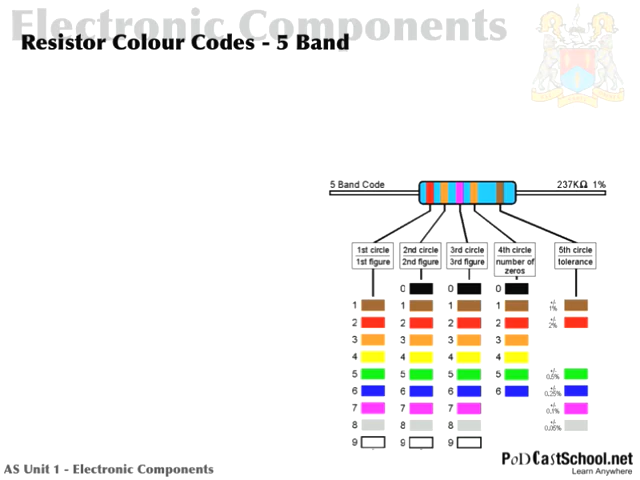 Electronic Components
Resistor Colour Codes - 5 Band
5 Band Code
237KΩ 1%
1st circle 2nd circle 3rd circle 4th circle 5th circle
1st figure 2nd figure 3rd figure number of zeros tolerance
0 0 0
1 1 1 1 +/- 1%
2 2 2 2 +/- 2%
3 3 3 3
4 4 4 4
5 5 5 5 +/- 0.5%
6 6 6 6 +/- 0.25%
7 7 7 +/- 0.1%
8 8 8 +/- 0.05%
9 9 9
AS Unit 1 - Electronic Components
PoDCastSchool.net
Learn Anywhere